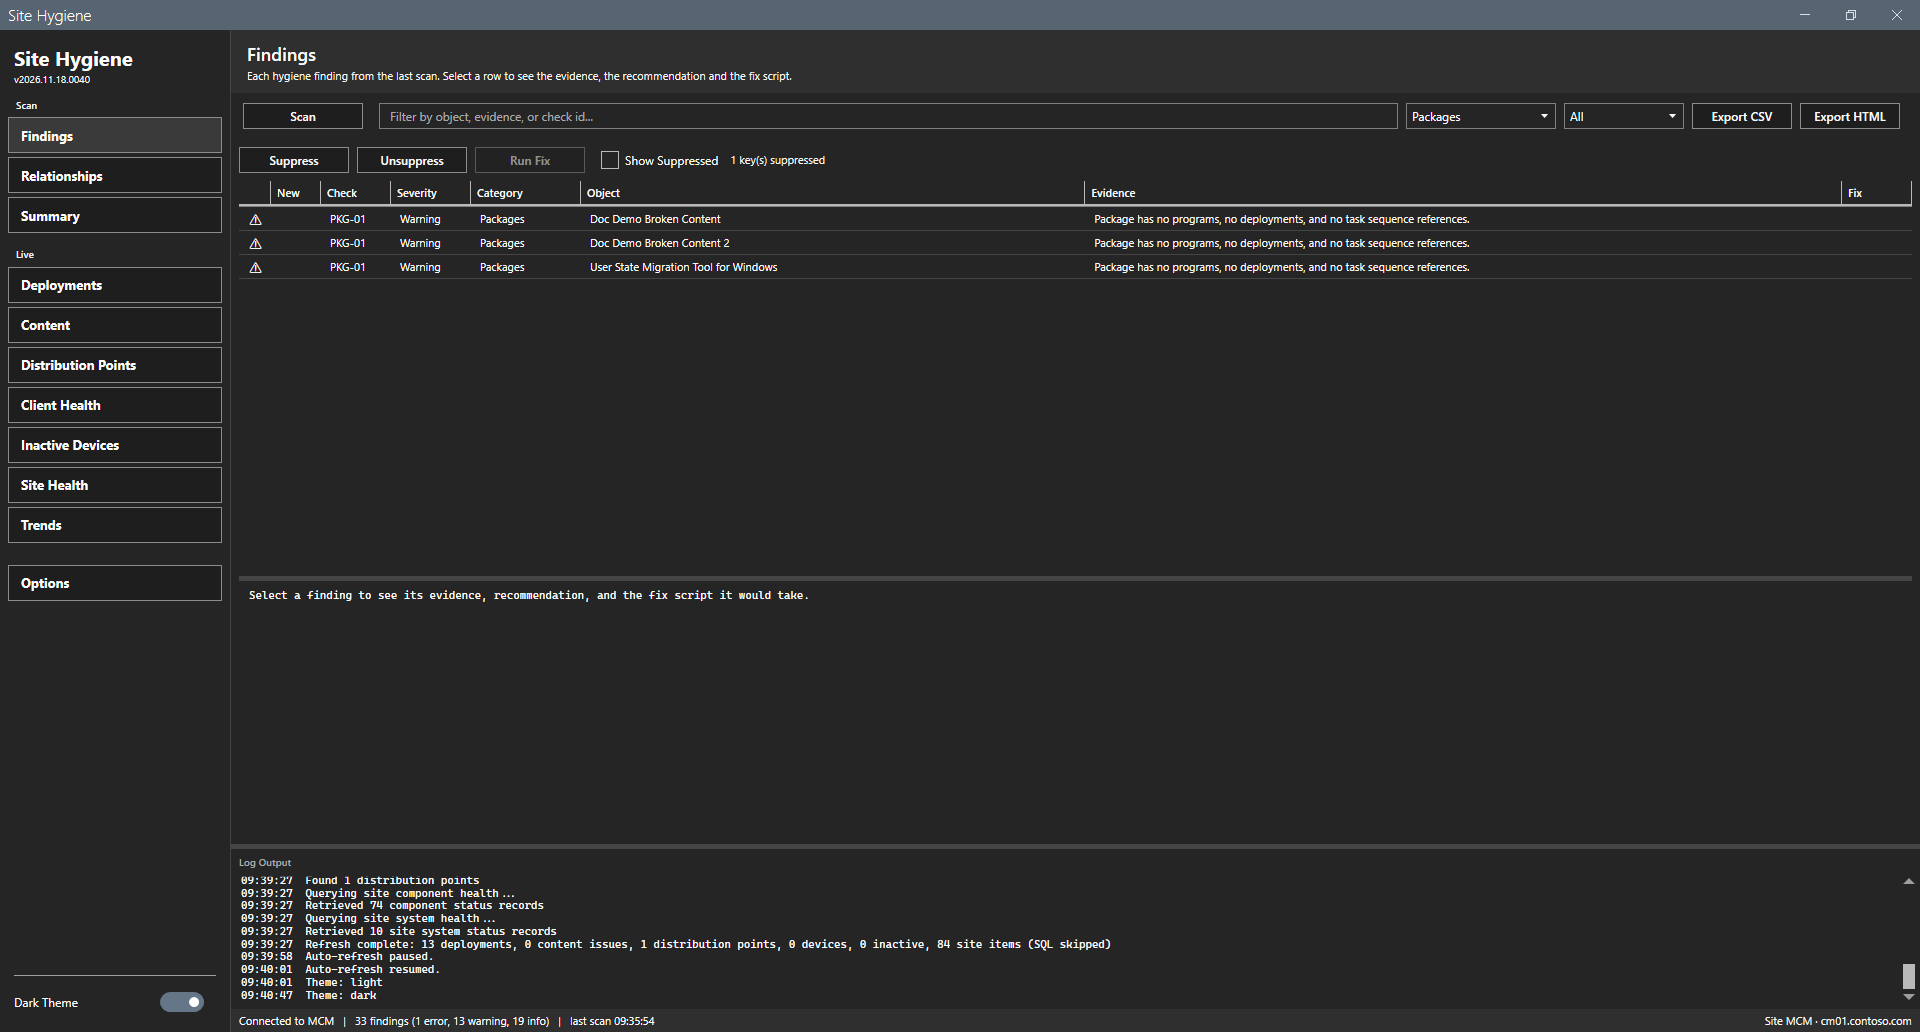 Site Hygiene
Site Hygiene
v2026.11.18.0040
Scan
Findings
Relationships
Summary
Live
Deployments
Content
Distribution Points
Client Health
Inactive Devices
Site Health
Trends
Options
Dark Theme
Findings
Each hygiene finding from the last scan. Select a row to see the evidence, the recommendation and the fix script.
Scan Filter by object, evidence, or check id... Packages All Export CSV Export HTML
Suppress Unsuppress Run Fix Show Suppressed 1 key(s) suppressed
New Check Severity Category Object Evidence Fix
PKG-01 Warning Packages Doc Demo Broken Content Package has no programs, no deployments, and no task sequence references.
PKG-01 Warning Packages Doc Demo Broken Content 2 Package has no programs, no deployments, and no task sequence references.
PKG-01 Warning Packages User State Migration Tool for Windows Package has no programs, no deployments, and no task sequence references.
Select a finding to see its evidence, recommendation, and the fix script it would take.
Log Output
09:39:27 Found 1 distribution points
09:39:27 Querying site component health...
09:39:27 Retrieved 74 component status records
09:39:27 Querying site system health...
09:39:27 Retrieved 10 site system status records
09:39:27 Refresh complete: 13 deployments, 0 content issues, 1 distribution points, 0 devices, 0 inactive, 84 site items (SQL skipped)
09:39:58 Auto-refresh paused.
09:40:01 Auto-refresh resumed.
09:40:01 Theme: light
09:40:47 Theme: dark
Connected to MCM | 33 findings (1 error, 13 warning, 19 info) | last scan 09:35:54 Site MCM · cm01.contoso.com